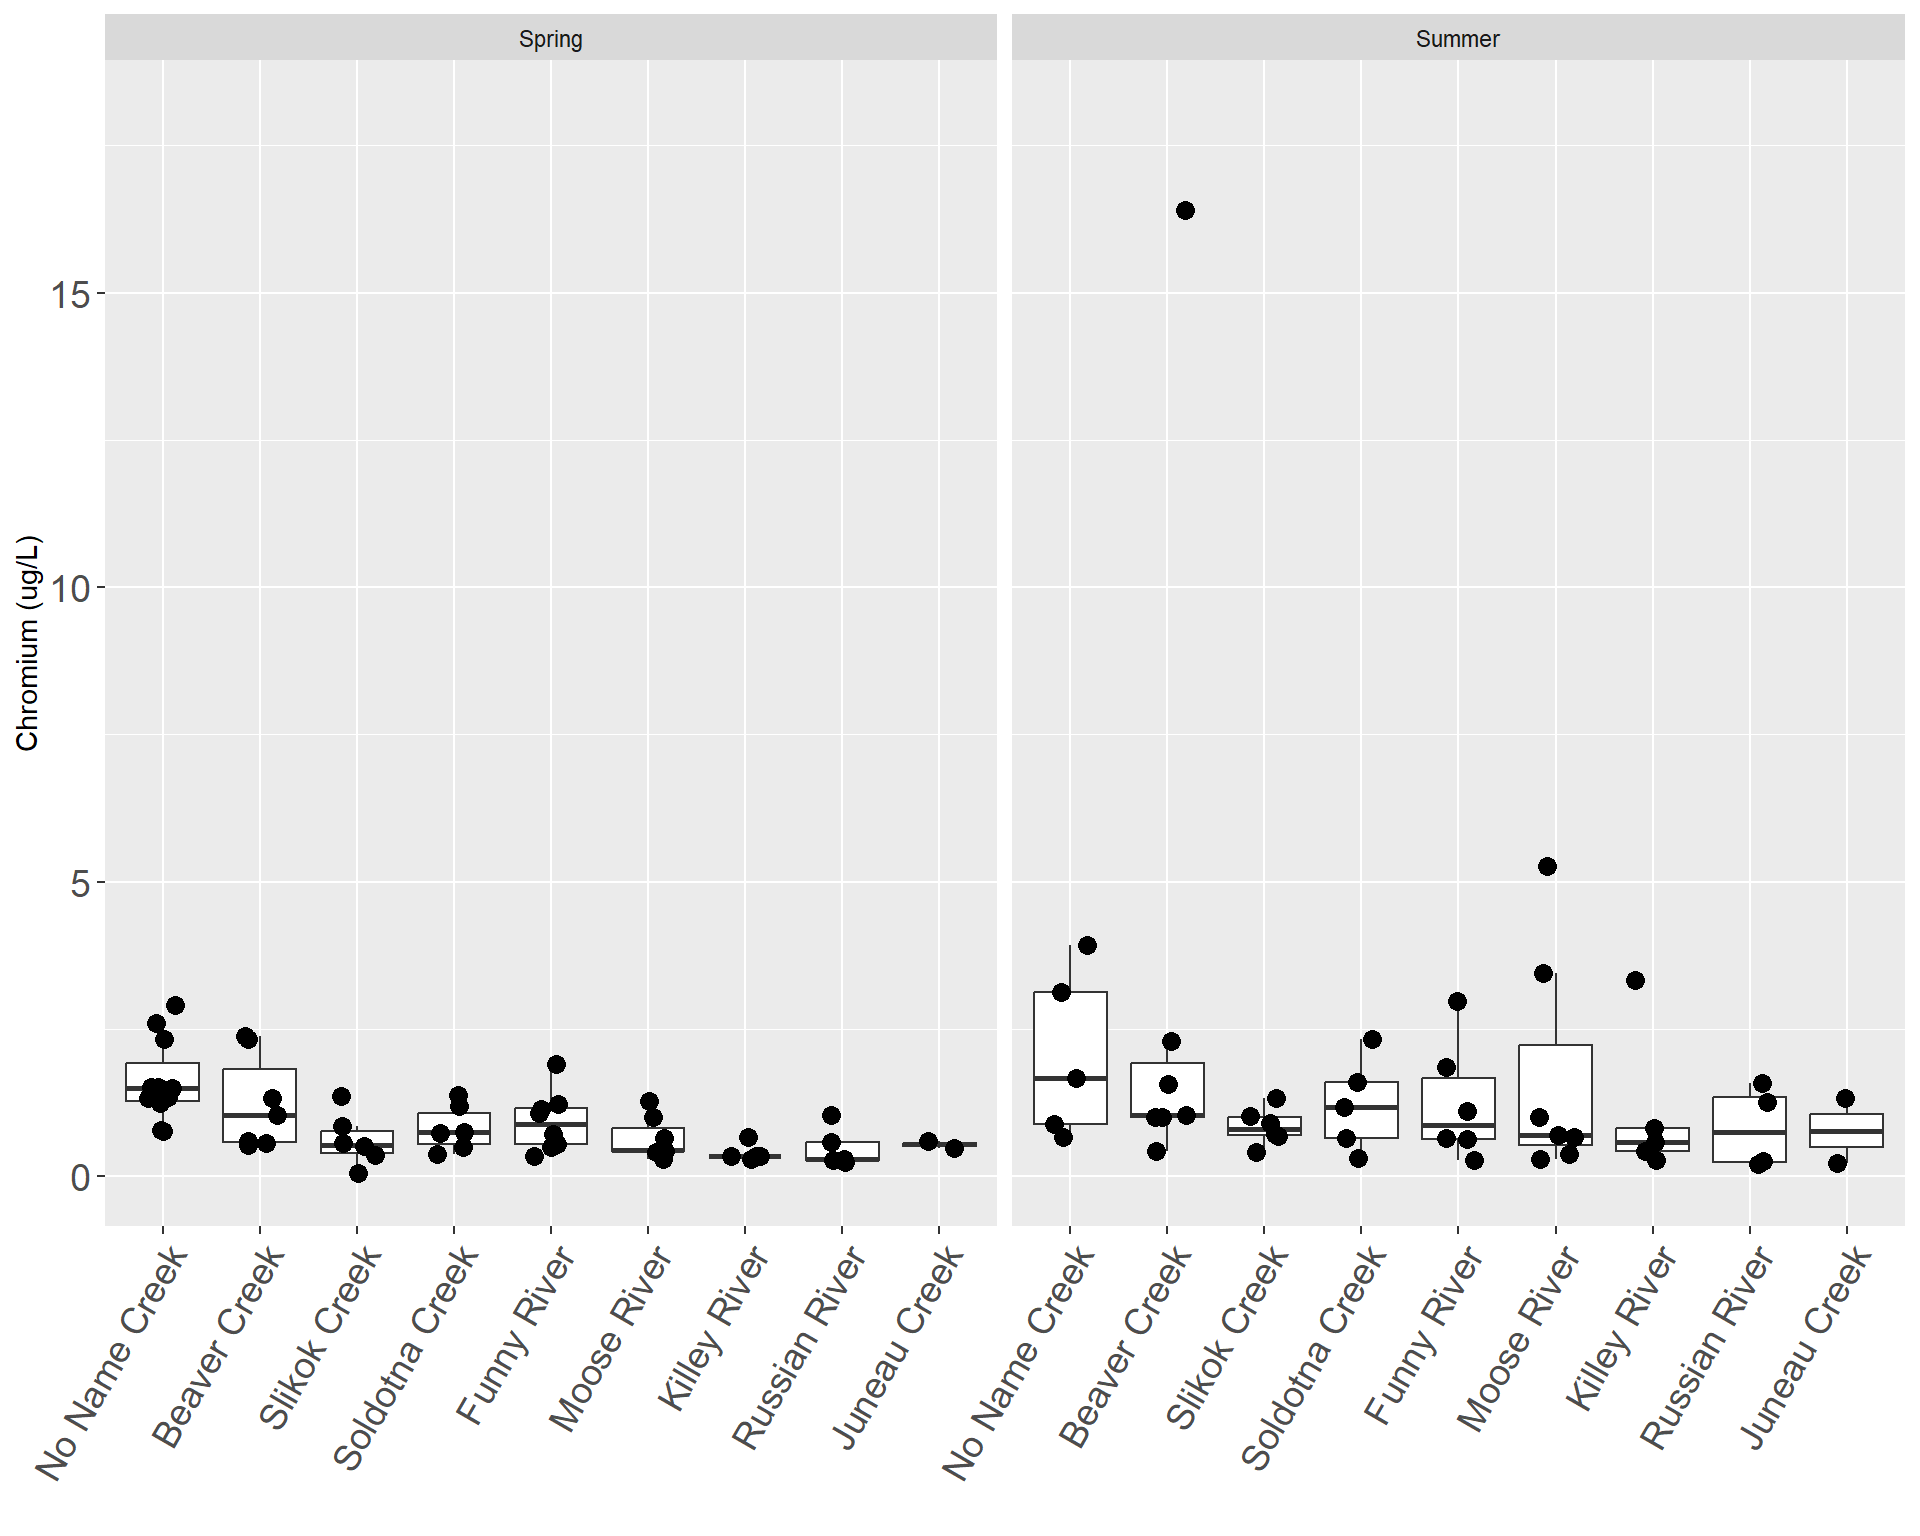 Spring
Summer
Chromium (ug/L)
15
10
5
0
No Name Creek
Beaver Creek
Slikok Creek
Soldotna Creek
Funny River
Moose River
Killey River
Russian River
Juneau Creek
No Name Creek
Beaver Creek
Slikok Creek
Soldotna Creek
Funny River
Moose River
Killey River
Russian River
Juneau Creek